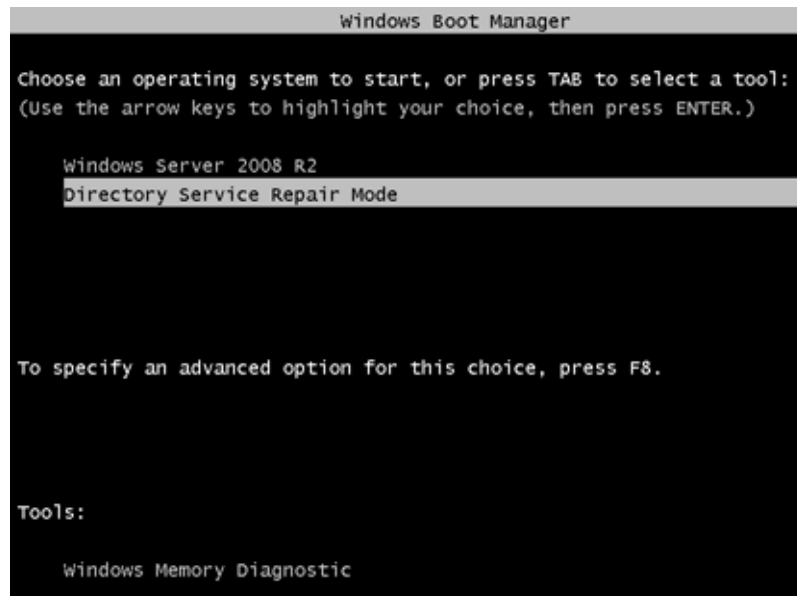 Windows Boot Manager
Choose an operating system to start, or press TAB to select a tool:
(Use the arrow keys to highlight your choice, then press ENTER.)
Windows Server 2008 R2
Directory Service Repair Mode
To specify an advanced option for this choice, press F8.
Tools:
Windows Memory Diagnostic